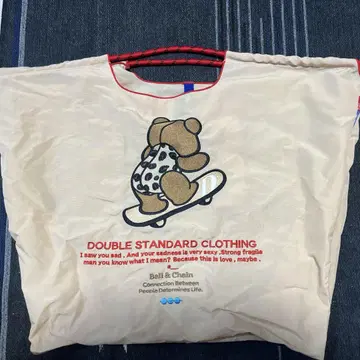 DOUBLE STANDARD CLOTHING
I saw you sad . And your sadness is very sexy .Strong fragile
man you know what I mean? Because this is love , maybe .
Ball & Chain
Connection Between
People Determines Life.